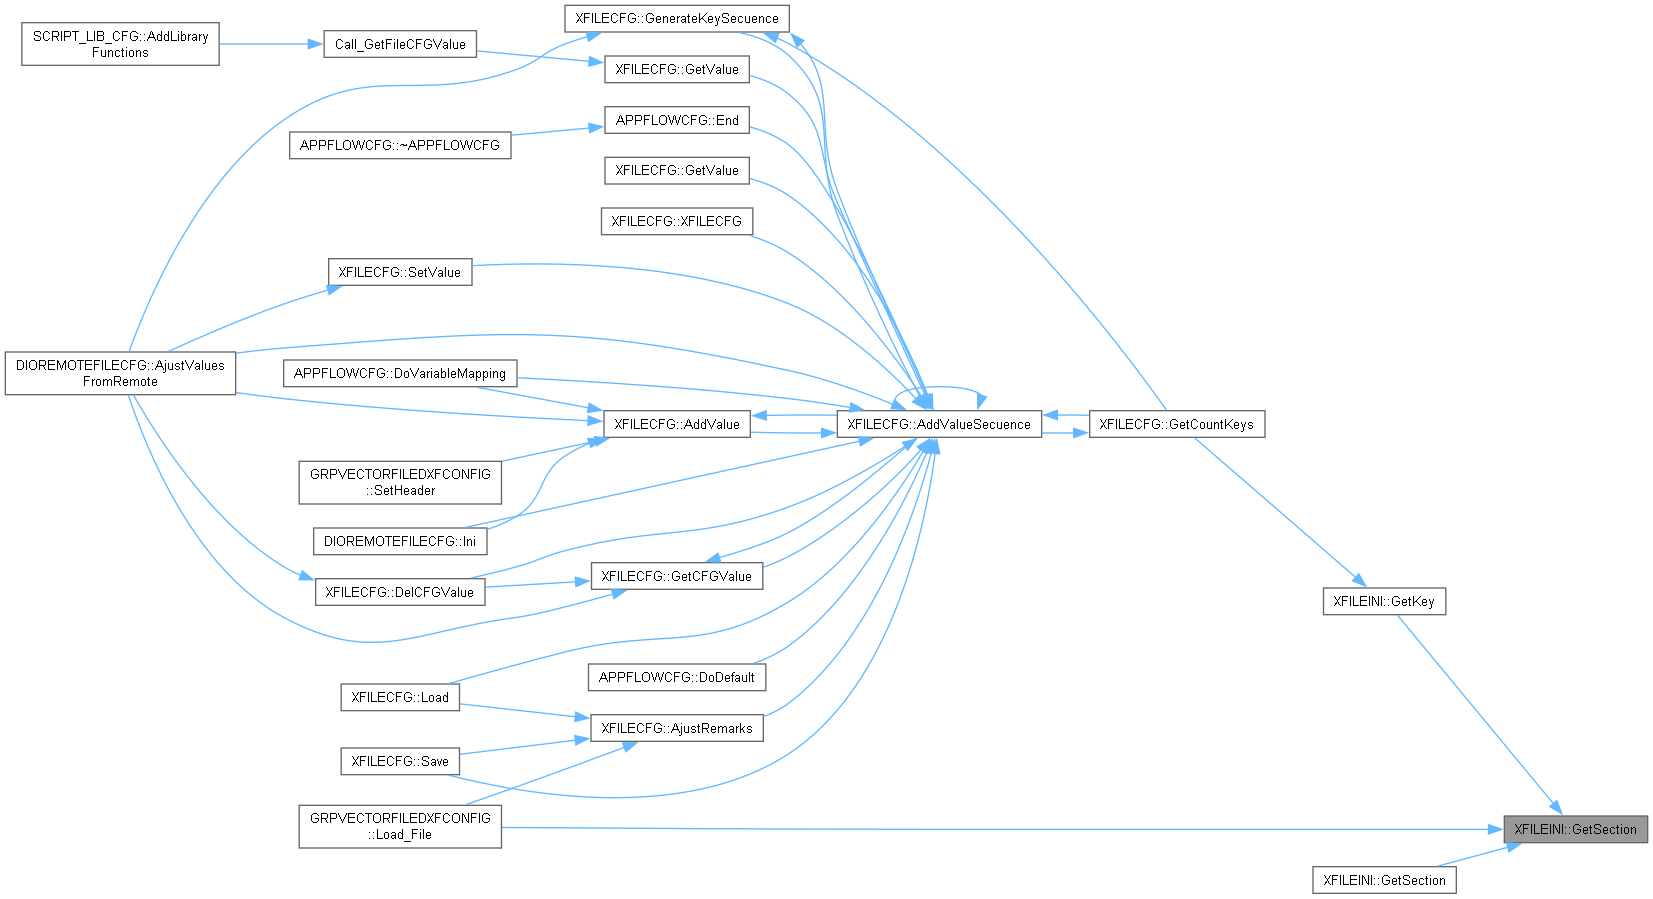 XFILECFG::GenerateKeySecuence
SCRIPT_LIB_CFG::AddLibrary
Functions
Call_GetFileCFGValue
XFILECFG::GetValue
APPFLOWCFG::End
APPFLOWCFG::~APPFLOWCFG
XFILECFG::GetValue
XFILECFG::XFILECFG
XFILECFG::SetValue
DIOREMOTEFILECFG::AjustValues
FromRemote
APPFLOWCFG::DoVariableMapping
XFILECFG::AddValue
XFILECFG::AddValueSecuence
XFILECFG::GetCountKeys
GRPVECTORFILEDXFCONFIG
::SetHeader
DIOREMOTEFILECFG::Ini
XFILECFG::GetCFGValue
XFILECFG::DelCFGValue
XFILEINI::GetKey
APPFLOWCFG::DoDefault
XFILECFG::Load
XFILECFG::AjustRemarks
XFILECFG::Save
GRPVECTORFILEDXFCONFIG
::Load_File
XFILEINI::GetSection
XFILEINI::GetSection